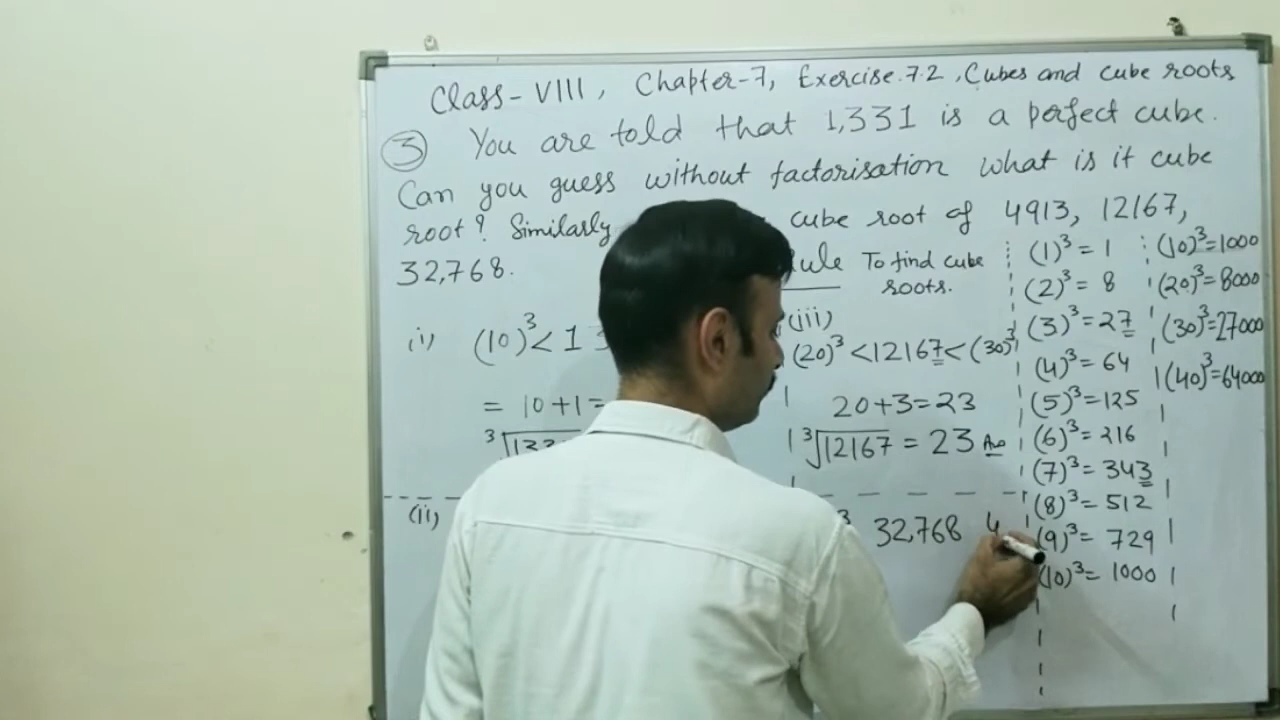 Class-VIII, Chapter-7, Exercise.7.2, Cubes and cube roots
③ You are told that 1,331 is a perfect cube.
Can you guess without factorisation what is it cube
root? Similarly cube root of 4913, 12167,
32,768.
To find cube
roots.
(i) (10)³ < 1
= 10+1=
(ii)
(iii)
(20)³ < 12167 < (30)³
20+3=23
³√12167 = 23 Ans
32,768 4
(1)³ = 1
(2)³ = 8
(3)³ = 27
(4)³ = 64
(5)³ = 125
(6)³ = 216
(7)³ = 343
(8)³ = 512
(9)³ = 729
(10)³ = 1000
(10)³=1000
(20)³=8000
(30)³=27000
(40)³=64000